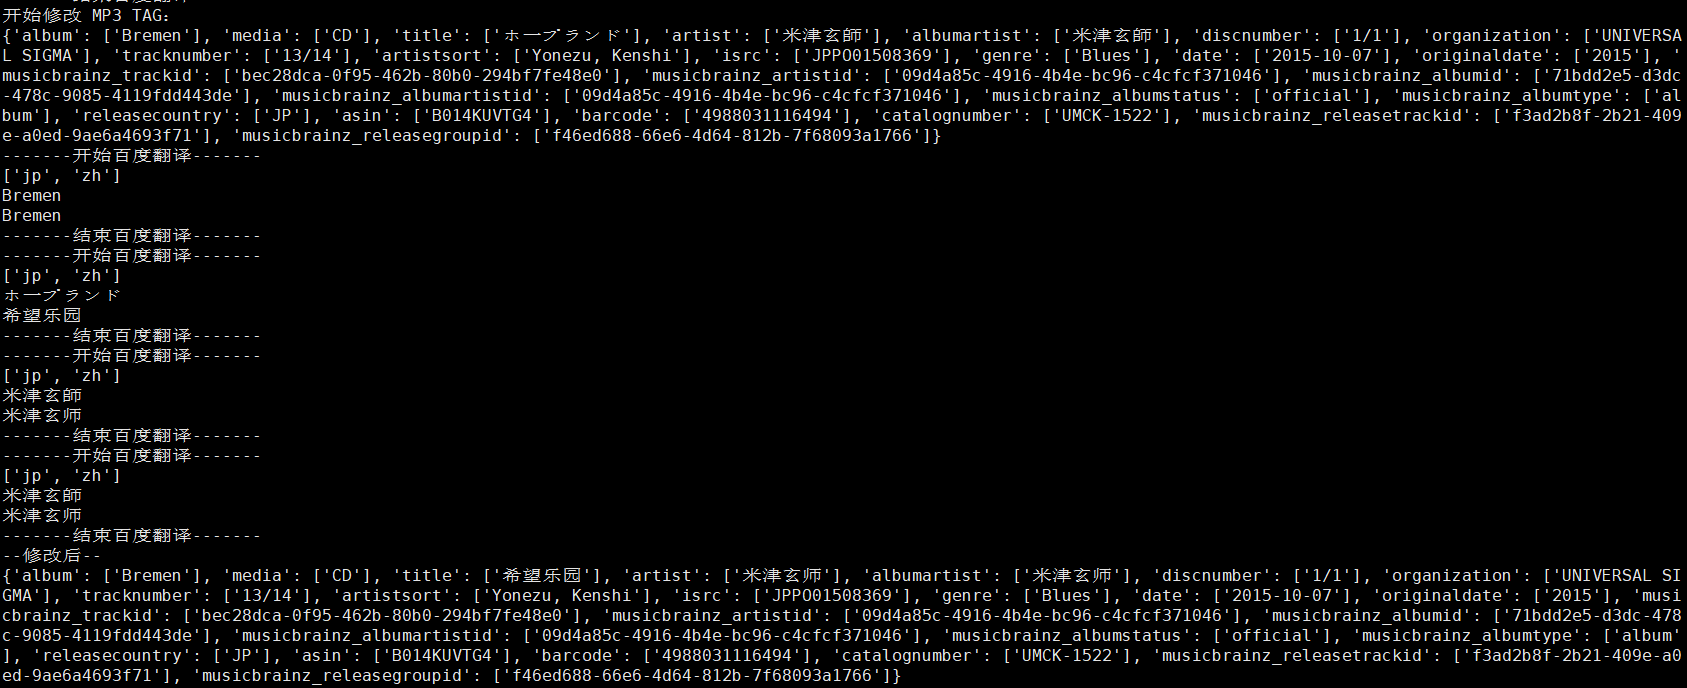 开始修改 MP3 TAG:
{'album': ['Bremen'], 'media': ['CD'], 'title': ['ホープランド'], 'artist': ['米津玄師'], 'albumartist': ['米津玄師'], 'discnumber': ['1/1'], 'organization': ['UNIVERSA
L SIGMA'], 'tracknumber': ['13/14'], 'artistsort': ['Yonezu, Kenshi'], 'isrc': ['JPPO01508369'], 'genre': ['Blues'], 'date': ['2015-10-07'], 'originaldate': ['2015'], '
musicbrainz_trackid': ['bec28dca-0f95-462b-80b0-294bf7fe48e0'], 'musicbrainz_artistid': ['09d4a85c-4916-4b4e-bc96-c4cfcf371046'], 'musicbrainz_albumid': ['71bdd2e5-d3dc
-478c-9085-4119fdd443de'], 'musicbrainz_albumartistid': ['09d4a85c-4916-4b4e-bc96-c4cfcf371046'], 'musicbrainz_albumstatus': ['official'], 'musicbrainz_albumtype': ['al
bum'], 'releasecountry': ['JP'], 'asin': ['B014KUVTG4'], 'barcode': ['4988031116494'], 'catalognumber': ['UMCK-1522'], 'musicbrainz_releasetrackid': ['f3ad2b8f-2b21-409
e-a0ed-9ae6a4693f71'], 'musicbrainz_releasegroupid': ['f46ed688-66e6-4d64-812b-7f68093a1766']}
-------开始百度翻译-------
['jp', 'zh']
Bremen
Bremen
-------结束百度翻译-------
-------开始百度翻译-------
['jp', 'zh']
ホープランド
希望乐园
-------结束百度翻译-------
-------开始百度翻译-------
['jp', 'zh']
米津玄師
米津玄师
-------结束百度翻译-------
-------开始百度翻译-------
['jp', 'zh']
米津玄師
米津玄师
-------结束百度翻译-------
--修改后--
{'album': ['Bremen'], 'media': ['CD'], 'title': ['希望乐园'], 'artist': ['米津玄师'], 'albumartist': ['米津玄师'], 'discnumber': ['1/1'], 'organization': ['UNIVERSAL SI
GMA'], 'tracknumber': ['13/14'], 'artistsort': ['Yonezu, Kenshi'], 'isrc': ['JPPO01508369'], 'genre': ['Blues'], 'date': ['2015-10-07'], 'originaldate': ['2015'], 'musi
cbrainz_trackid': ['bec28dca-0f95-462b-80b0-294bf7fe48e0'], 'musicbrainz_artistid': ['09d4a85c-4916-4b4e-bc96-c4cfcf371046'], 'musicbrainz_albumid': ['71bdd2e5-d3dc-478
c-9085-4119fdd443de'], 'musicbrainz_albumartistid': ['09d4a85c-4916-4b4e-bc96-c4cfcf371046'], 'musicbrainz_albumstatus': ['official'], 'musicbrainz_albumtype': ['album'
], 'releasecountry': ['JP'], 'asin': ['B014KUVTG4'], 'barcode': ['4988031116494'], 'catalognumber': ['UMCK-1522'], 'musicbrainz_releasetrackid': ['f3ad2b8f-2b21-409e-a0
ed-9ae6a4693f71'], 'musicbrainz_releasegroupid': ['f46ed688-66e6-4d64-812b-7f68093a1766']}